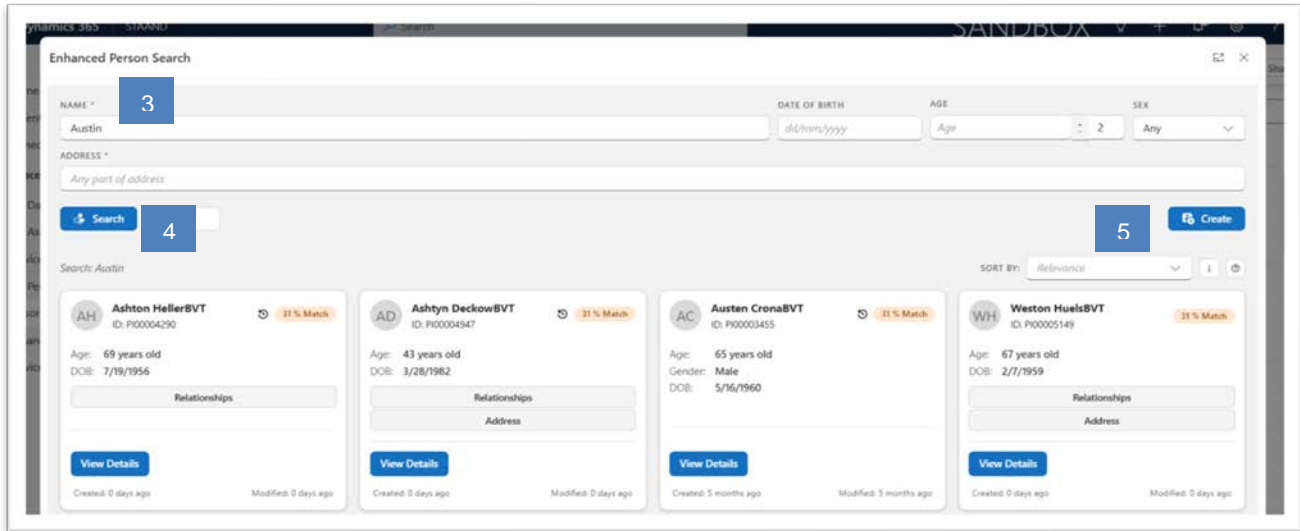 Dynamics 365 STAAND Search SANDBOX
Enhanced Person Search
3
NAME * DATE OF BIRTH AGE SEX
Austin dd/mm/yyyy Age 2 Any
ADDRESS *
Any part of address
Search 4 5 Create
Search: Austin SORT BY: Relevance
AH Ashton HellerBVT 31 % Match
ID: PI00004290
Age: 69 years old
DOB: 7/19/1956
Relationships
View Details
Created: 0 days ago Modified: 0 days ago
AD Ashtyn DeckowBVT 31 % Match
ID: PI00004947
Age: 43 years old
DOB: 3/28/1982
Relationships
Address
View Details
Created: 0 days ago Modified: 0 days ago
AC Austen CronaBVT 31 % Match
ID: PI00003455
Age: 65 years old
Gender: Male
DOB: 5/16/1960
View Details
Created: 5 months ago Modified: 5 months ago
WH Weston HuelsBVT 31 % Match
ID: PI00005149
Age: 67 years old
DOB: 2/7/1959
Relationships
Address
View Details
Created: 0 days ago Modified: 0 days ago